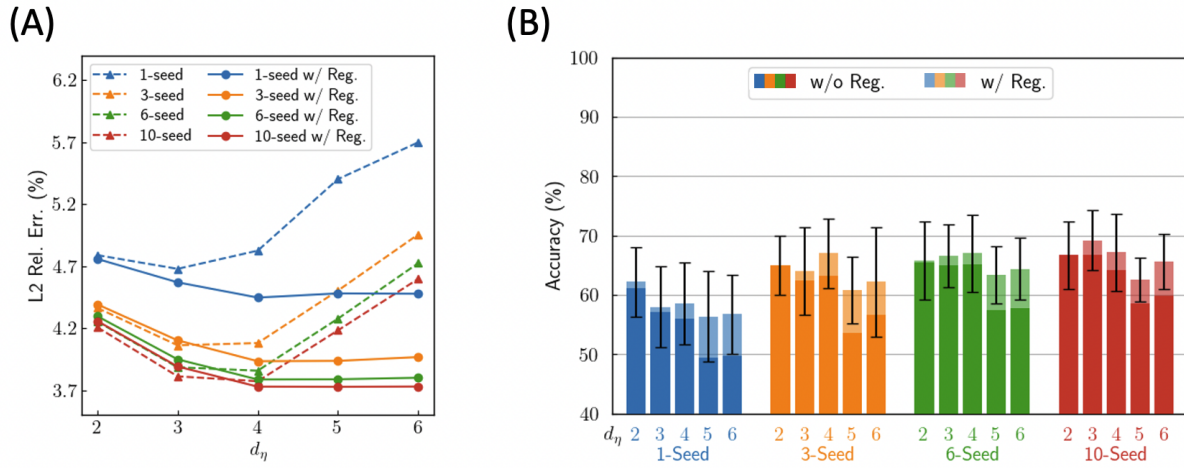 (A)
6.2
5.7
5.2
4.7
4.2
3.7
L2 Rel. Err. (%)
1-seed
3-seed
6-seed
10-seed
1-seed w/ Reg.
3-seed w/ Reg.
6-seed w/ Reg.
10-seed w/ Reg.
2 3 4 5 6
dη
(B)
100
90
80
70
60
50
40
Accuracy (%)
w/o Reg. w/ Reg.
dη 2 3 4 5 6 2 3 4 5 6 2 3 4 5 6 2 3 4 5 6
1-Seed 3-Seed 6-Seed 10-Seed